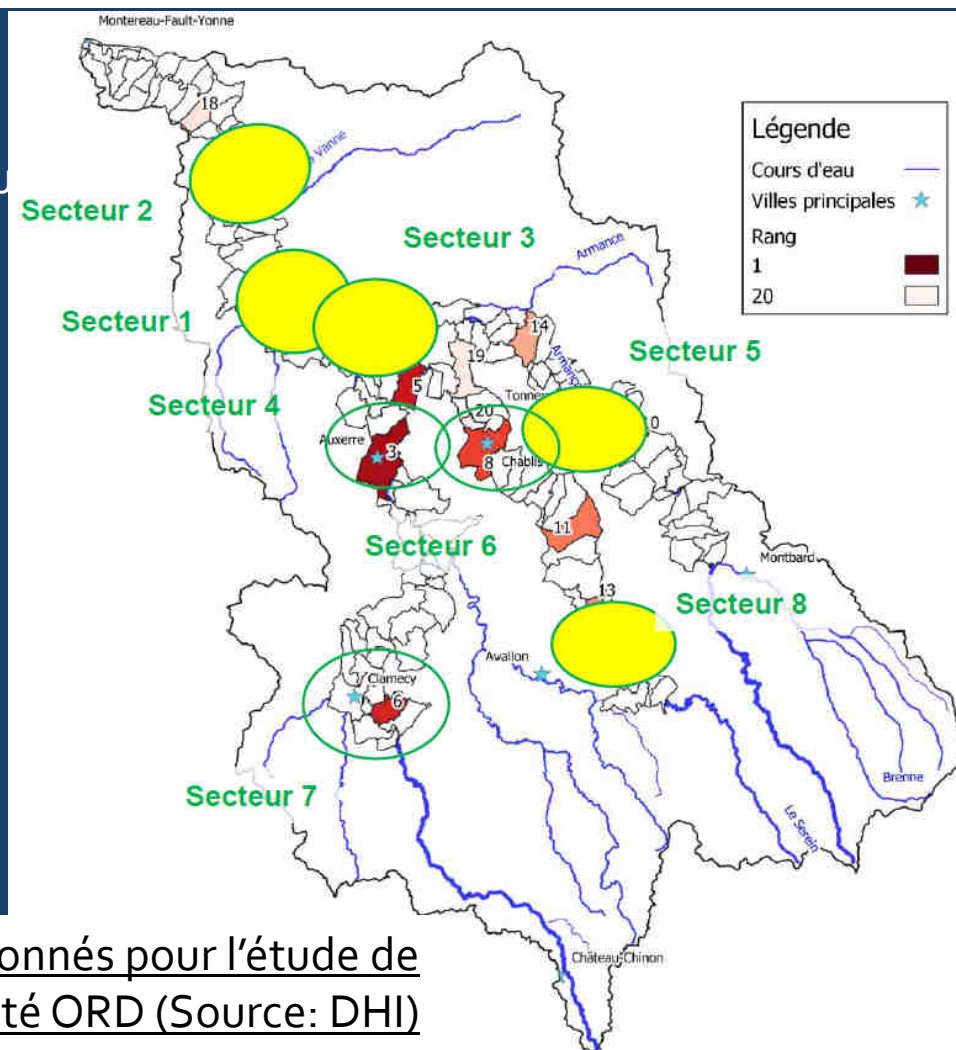 Montereau-Fault-Yonne
18
Vanne
Légende
Cours d'eau
Villes principales
Rang
1
20
Secteur 2
Secteur 3
Armance
Secteur 1
14
19
Secteur 5
Secteur 4
5
20
0
Auxerre
3
8
Chablis
11
Secteur 6
Montbard
13
Secteur 8
Avallon
Clamecy
6
Secteur 7
Brenne
Le Serein
Château-Chinon
onnés pour l'étude de
té ORD (Source: DHI)